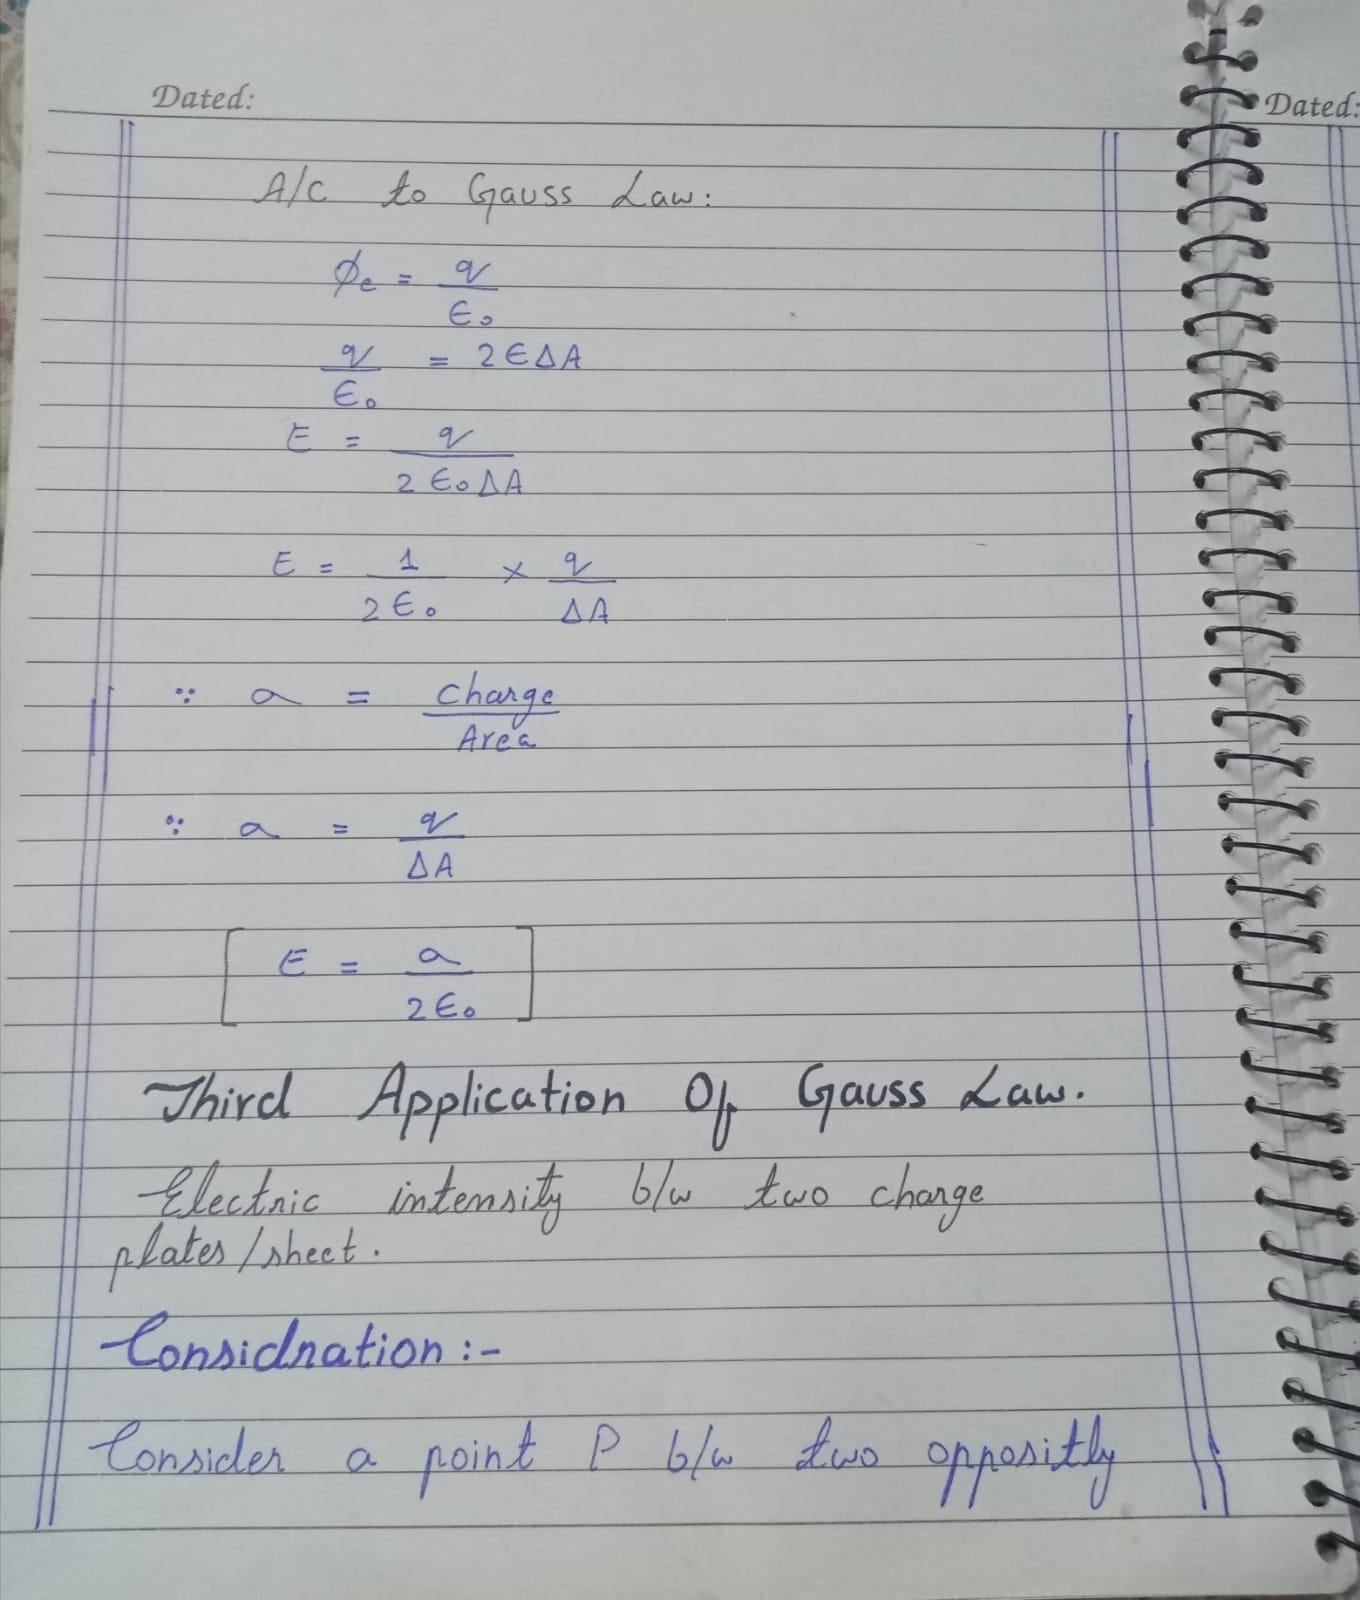 Dated:
Dated:
A/C to Gauss Law:
ϕe = q/ϵ₀
q/ϵ₀ = 2ϵΔA
E = q/2ϵ₀ΔA
E = 1/2ϵ₀ × q/ΔA
∵ a = Charge/Area
∵ a = q/ΔA
[E = a/2ϵ₀]
Third Application Of Gauss Law.
Electric intensity b/w two charge
plates/sheet.
Considration:-
Consider a point P b/w two oppositly